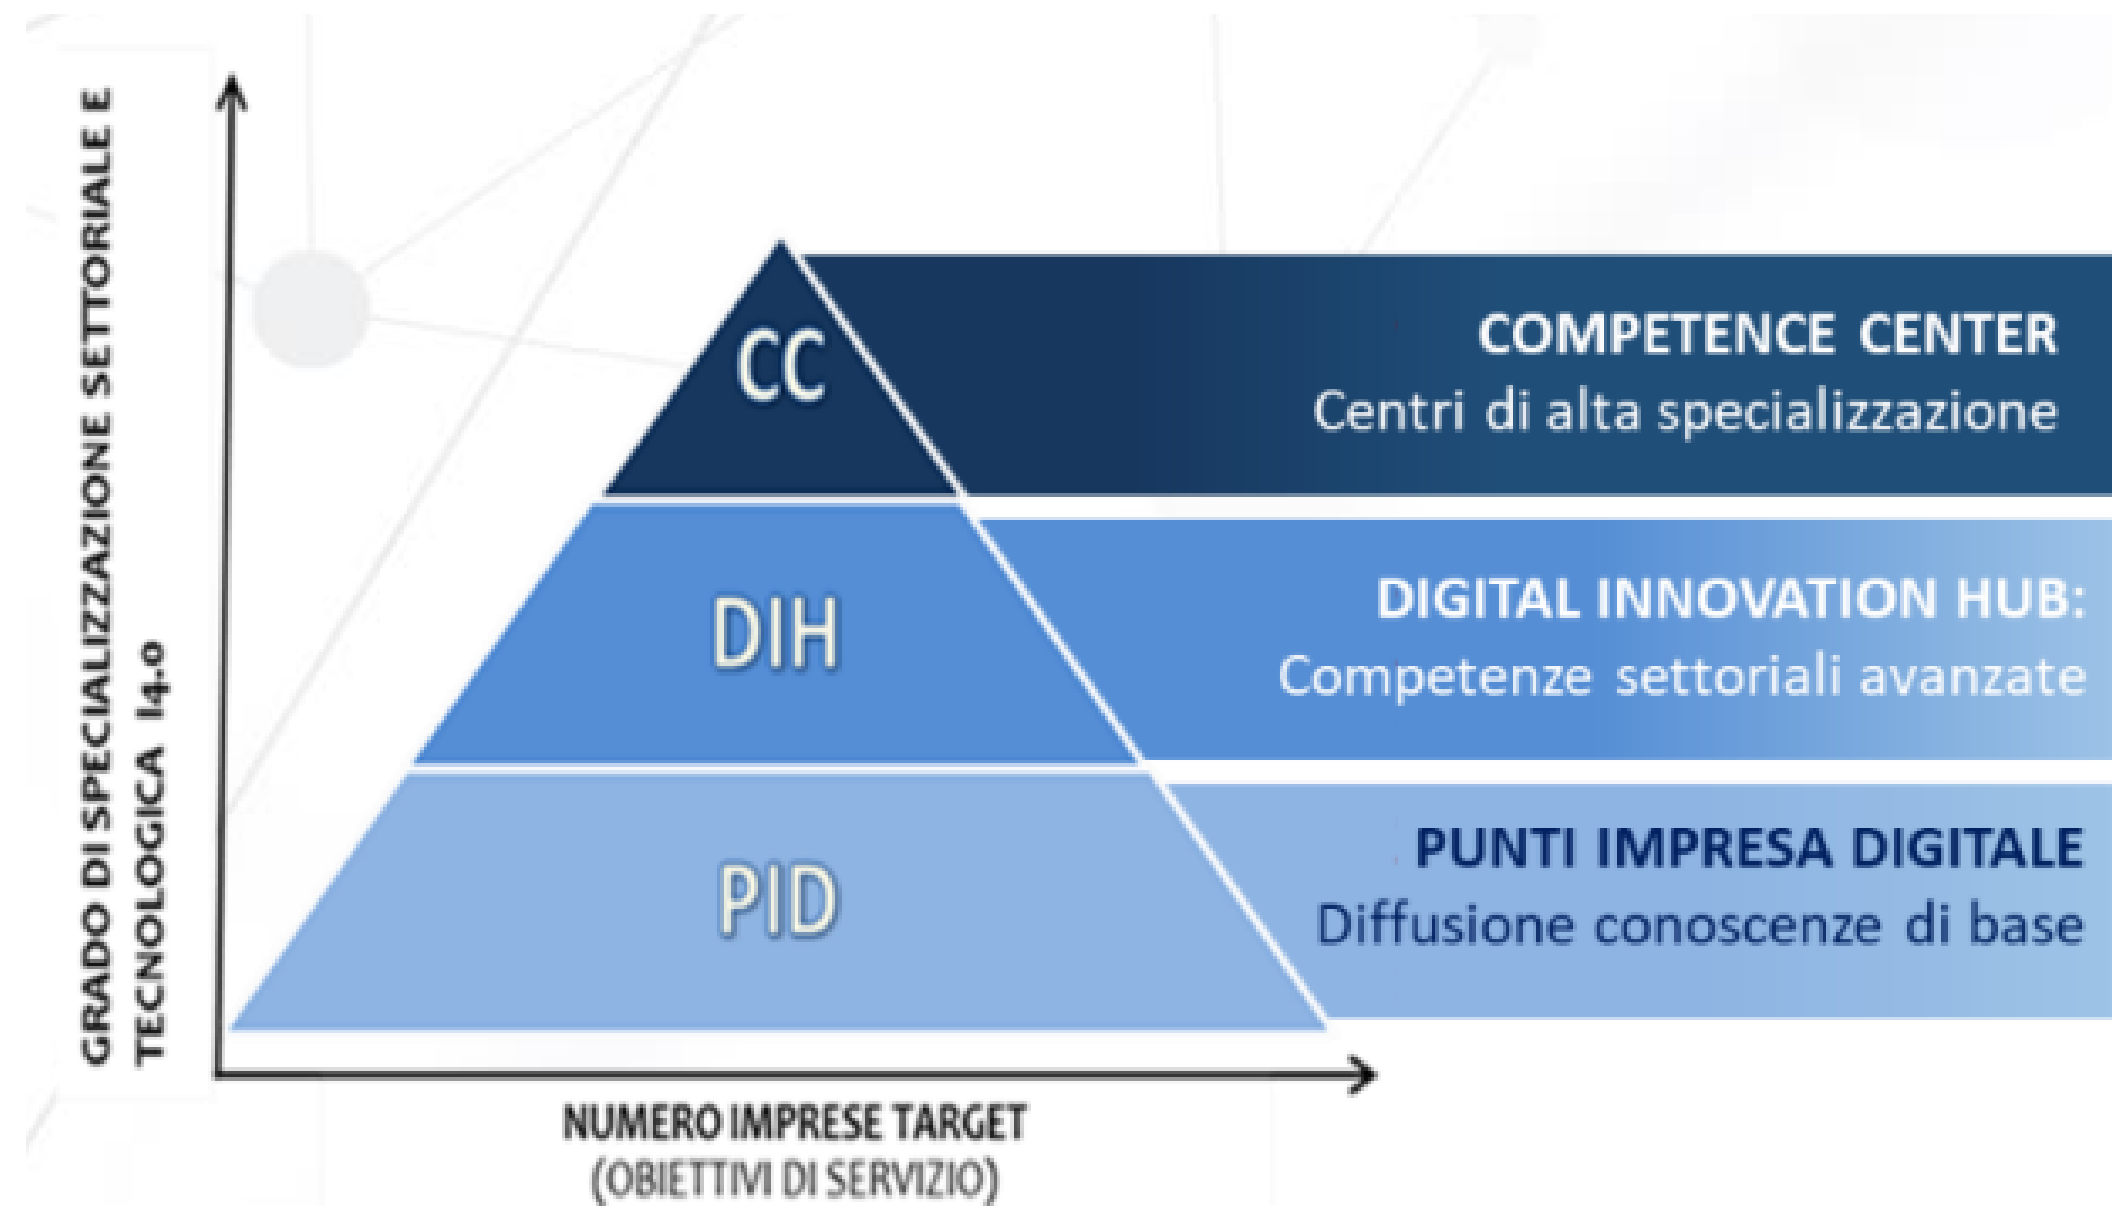 GRADO DI SPECIALIZZAZIONE SETTORIALE E
TECNOLOGICA I4.0
CC
COMPETENCE CENTER
Centri di alta specializzazione
DIH
DIGITAL INNOVATION HUB:
Competenze settoriali avanzate
PID
PUNTI IMPRESA DIGITALE
Diffusione conoscenze di base
NUMERO IMPRESE TARGET
(OBIETTIVI DI SERVIZIO)